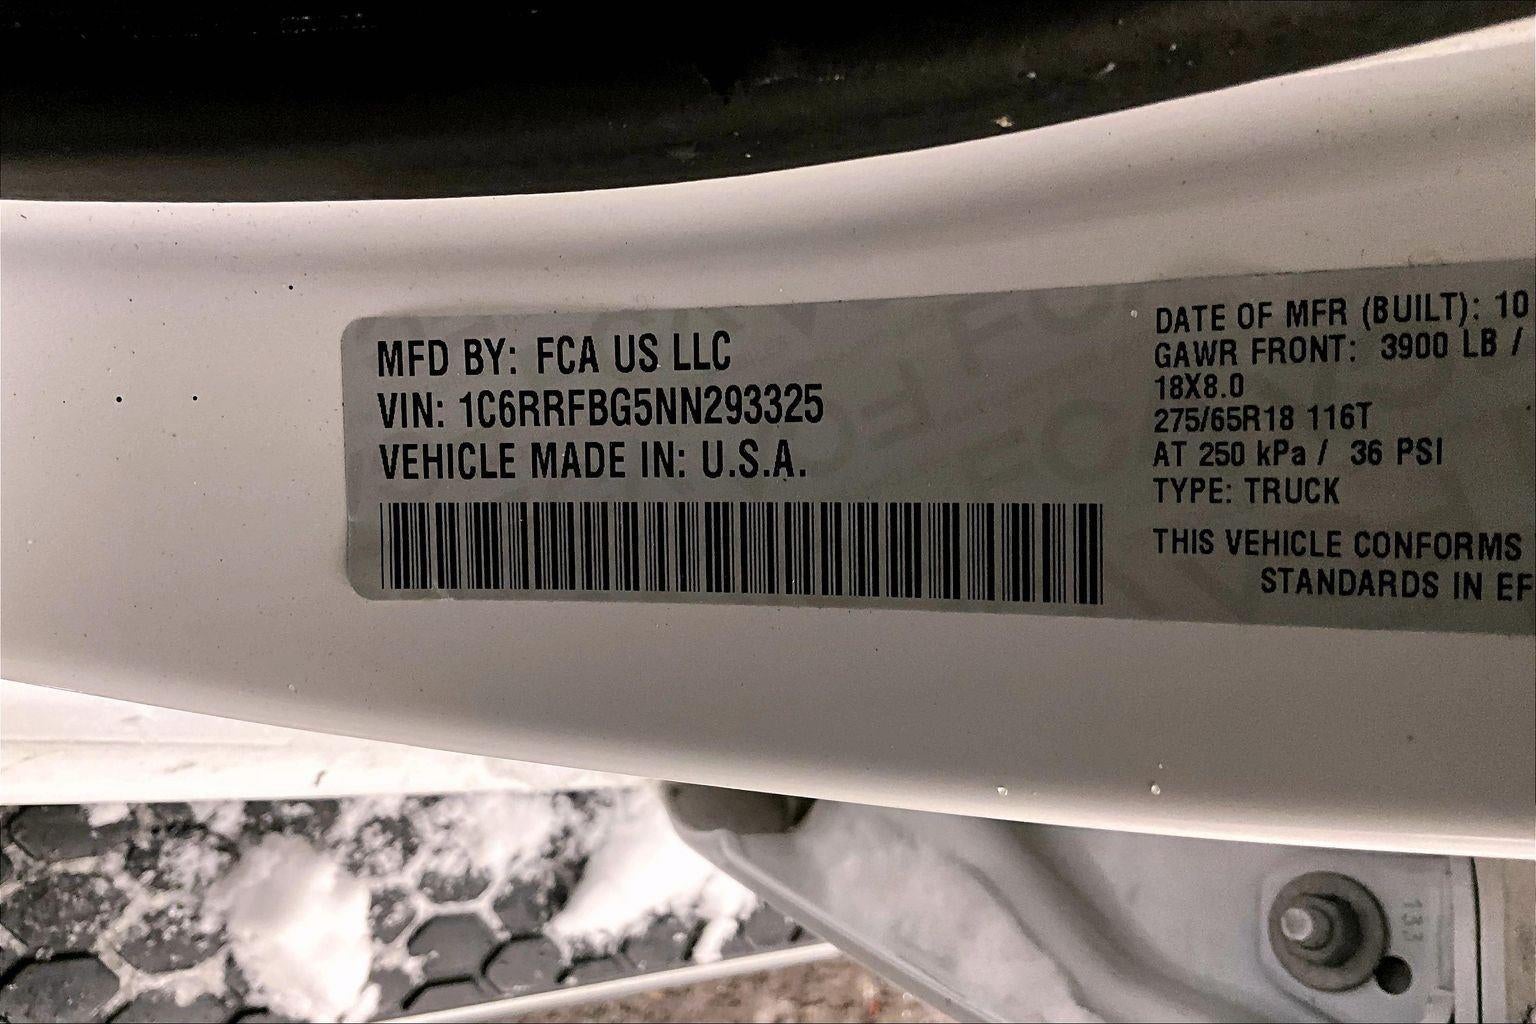 MFD BY: FCA US LLC
VIN: 1C6RRFBG5NN293325
VEHICLE MADE IN: U.S.A.
DATE OF MFR (BUILT): 10
GAWR FRONT: 3900 LB /
18X8.0
275/65R18 116T
AT 250 kPa / 36 PSI
TYPE: TRUCK
THIS VEHICLE CONFORMS
STANDARDS IN EF
133